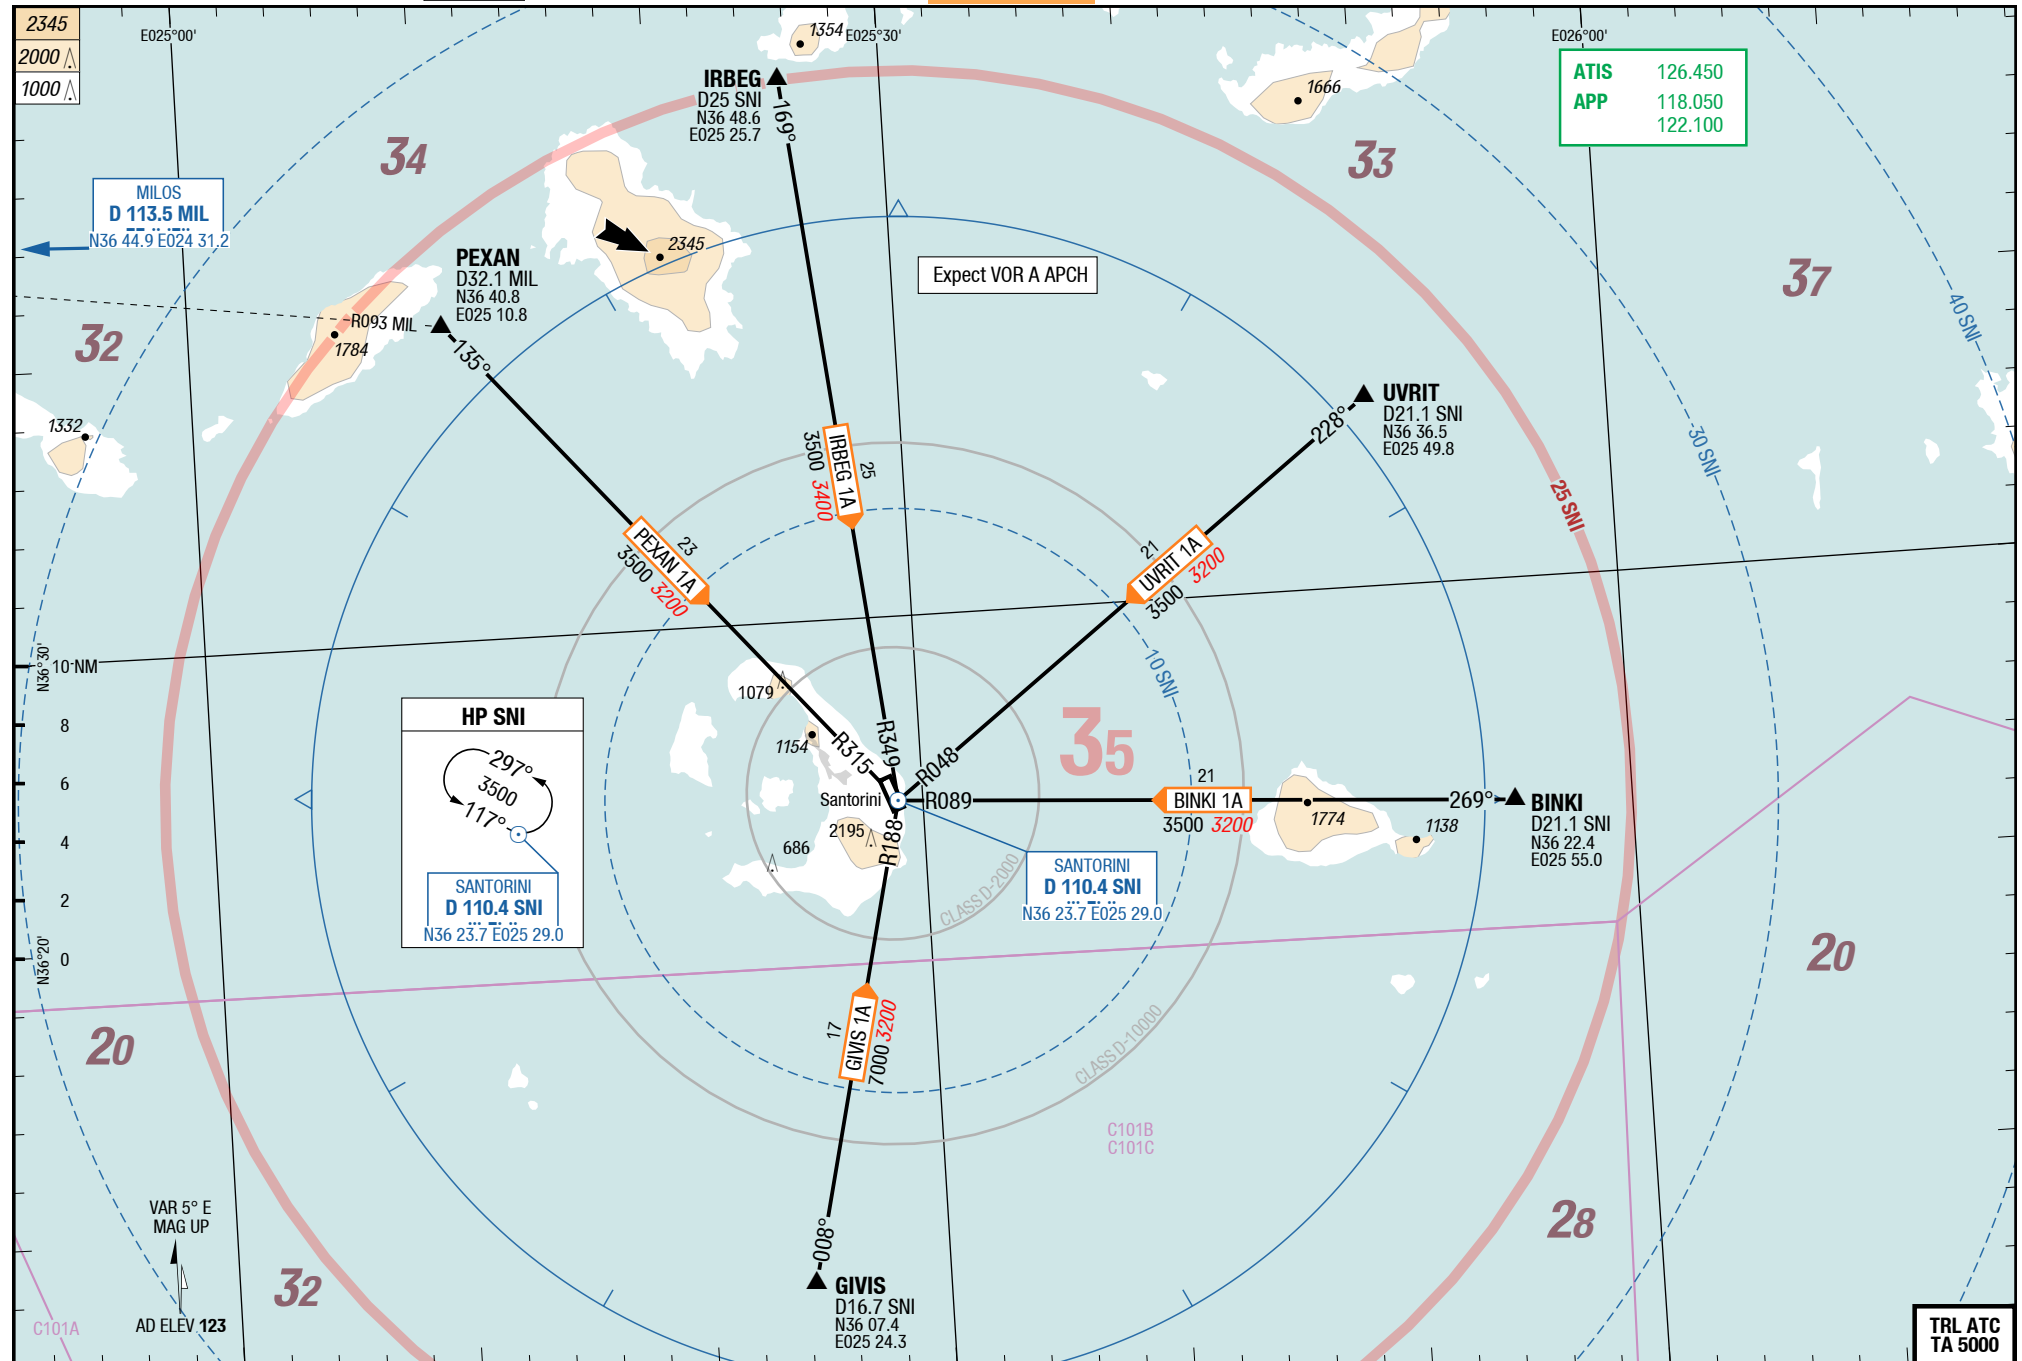 2345
2000
1000
E025°00'
E025°30'
E026°00'
1354
1666
ATIS 126.450
APP 118.050
122.100
IRBEG
D25 SNI
N36 48.6
E025 25.7
169°
34
33
37
MILOS
D 113.5 MIL
N36 44.9 E024 31.2
2345
PEXAN
D32.1 MIL
N36 40.8
E025 10.8
Expect VOR A APCH
R093 MIL
1784
32
135°
40 SNI
UVRIT
D21.1 SNI
N36 36.5
E025 49.8
228°
1332
30 SNI
25 SNI
IRBEG 1A
25
3500 3400
PEXAN 1A
23
3500 3200
UVRIT 1A
21
3500
3200
N36°30'
10 NM
8
6
4
2
0
N36°20'
10 SNI
HP SNI
297°
3500
117°
SANTORINI
D 110.4 SNI
N36 23.7 E025 29.0
1079
1154
R315
R349
R048
35
Santorini
R089
R188
2195
686
21
BINKI 1A
3500 3200
1774
1138
269°
BINKI
D21.1 SNI
N36 22.4
E025 55.0
SANTORINI
D 110.4 SNI
N36 23.7 E025 29.0
CLASS D-2000
CLASS D-10000
20
20
17
GIVIS 1A
7000 3200
C101B
C101C
VAR 5° E
MAG UP
28
32
008°
GIVIS
D16.7 SNI
N36 07.4
E025 24.3
C101A
AD ELEV 123
TRL ATC
TA 5000